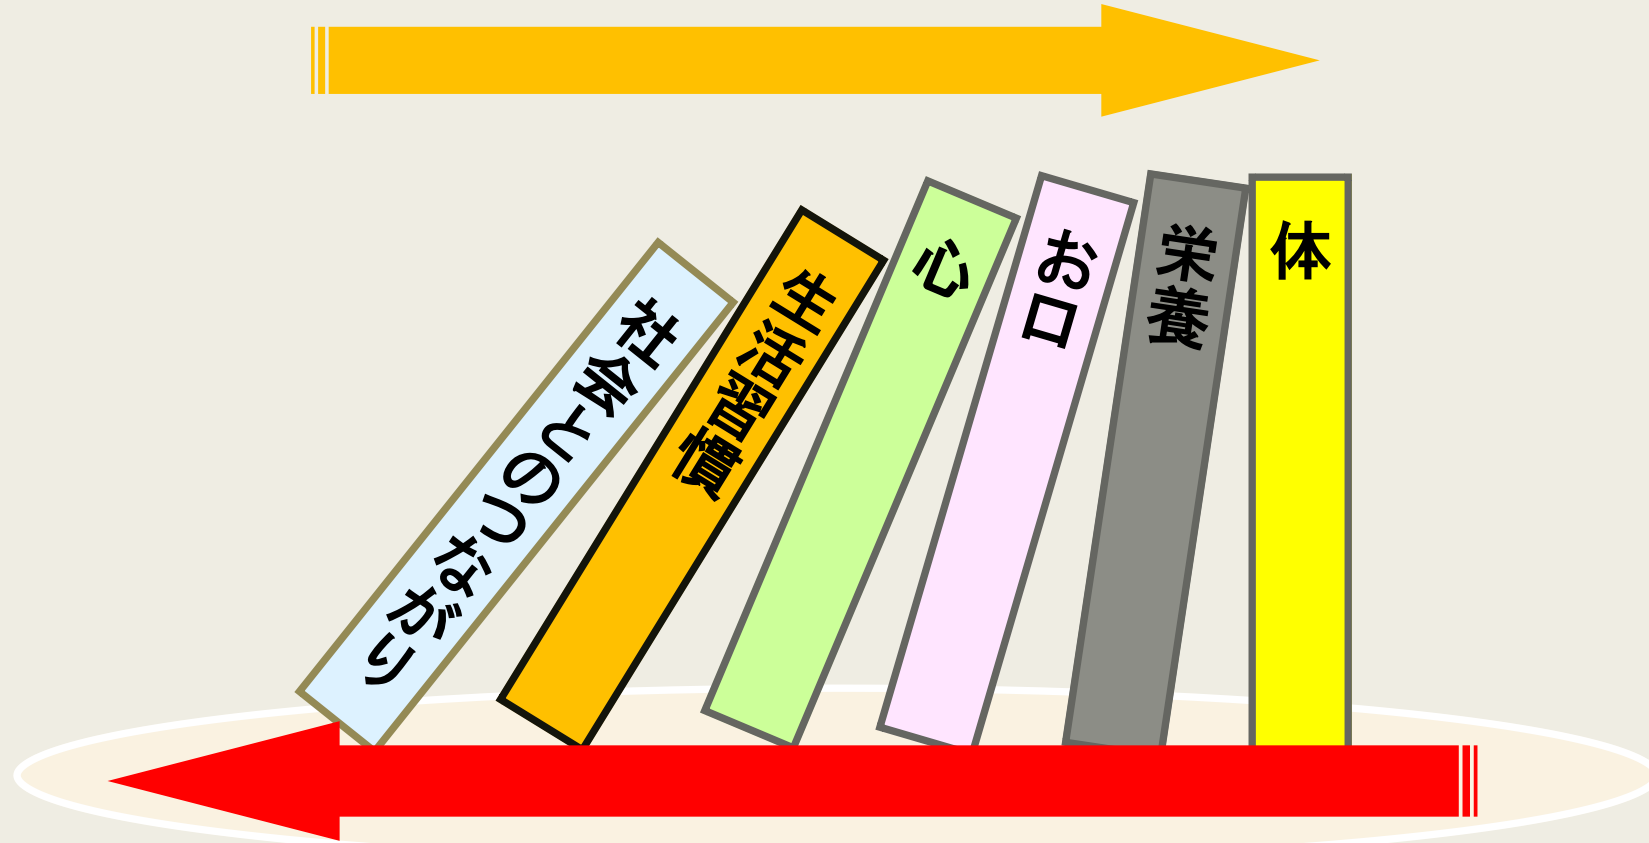 社会とのつながり
生活習慣
心
お口
栄養
体